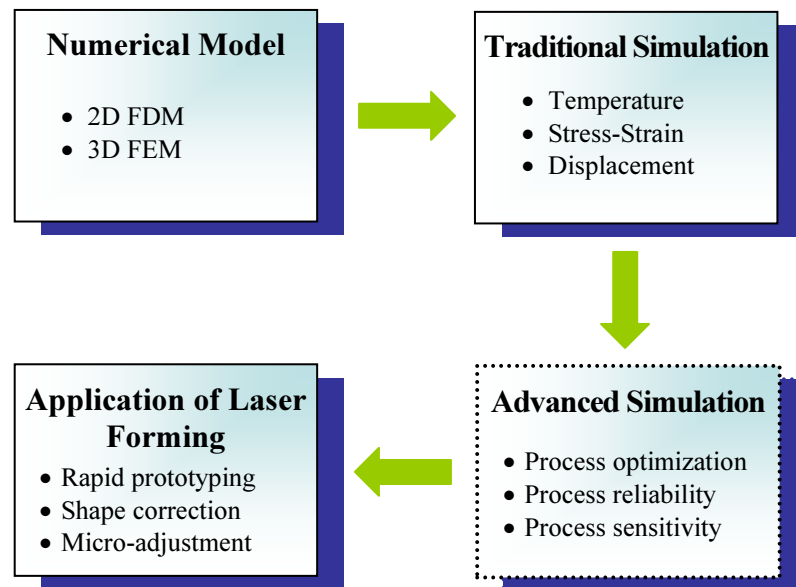 Numerical Model
• 2D FDM
• 3D FEM
Traditional Simulation
• Temperature
• Stress-Strain
• Displacement
Advanced Simulation
• Process optimization
• Process reliability
• Process sensitivity
Application of Laser
Forming
• Rapid prototyping
• Shape correction
• Micro-adjustment